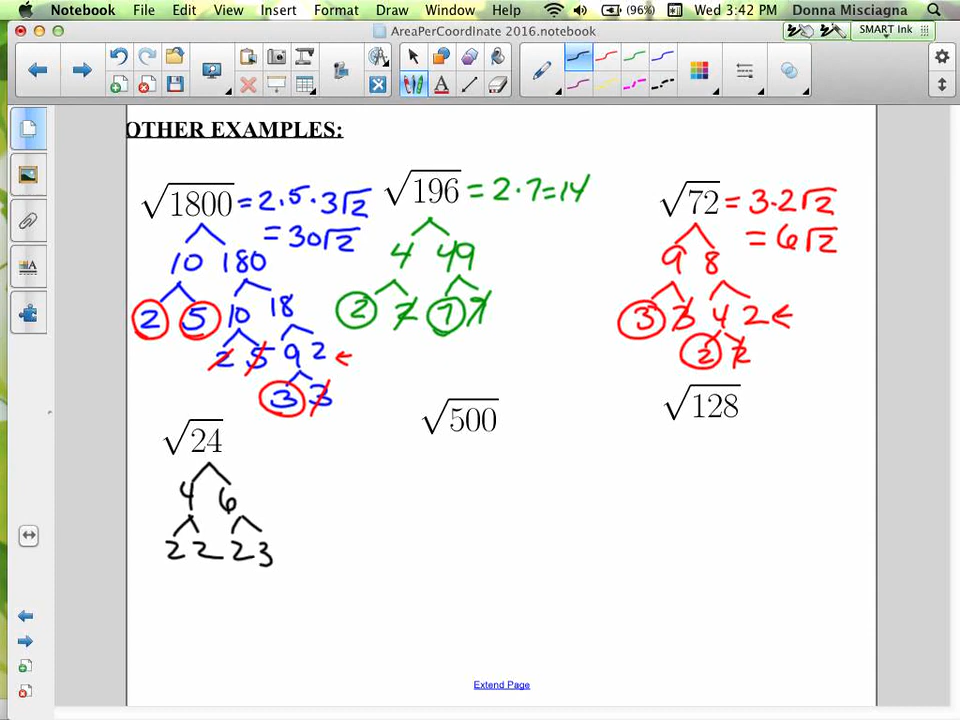 Notebook File Edit View Insert Format Draw Window Help (96%) Wed 3:42 PM Donna Misciagna
AreaPerCoordInate 2016.notebook
SMART Ink
OTHER EXAMPLES:
√1800 = 2·5·3√2
= 30√2
10 180
2 5 10 18
2 5 9 2 ←
3 3
√196 = 2·7=14
4 49
2 2 7 7
√72 = 3·2√2
= 6√2
9 8
3 3 4 2 ←
2 2
√24
4 6
2 2 2 3
√500
√128
Extend Page